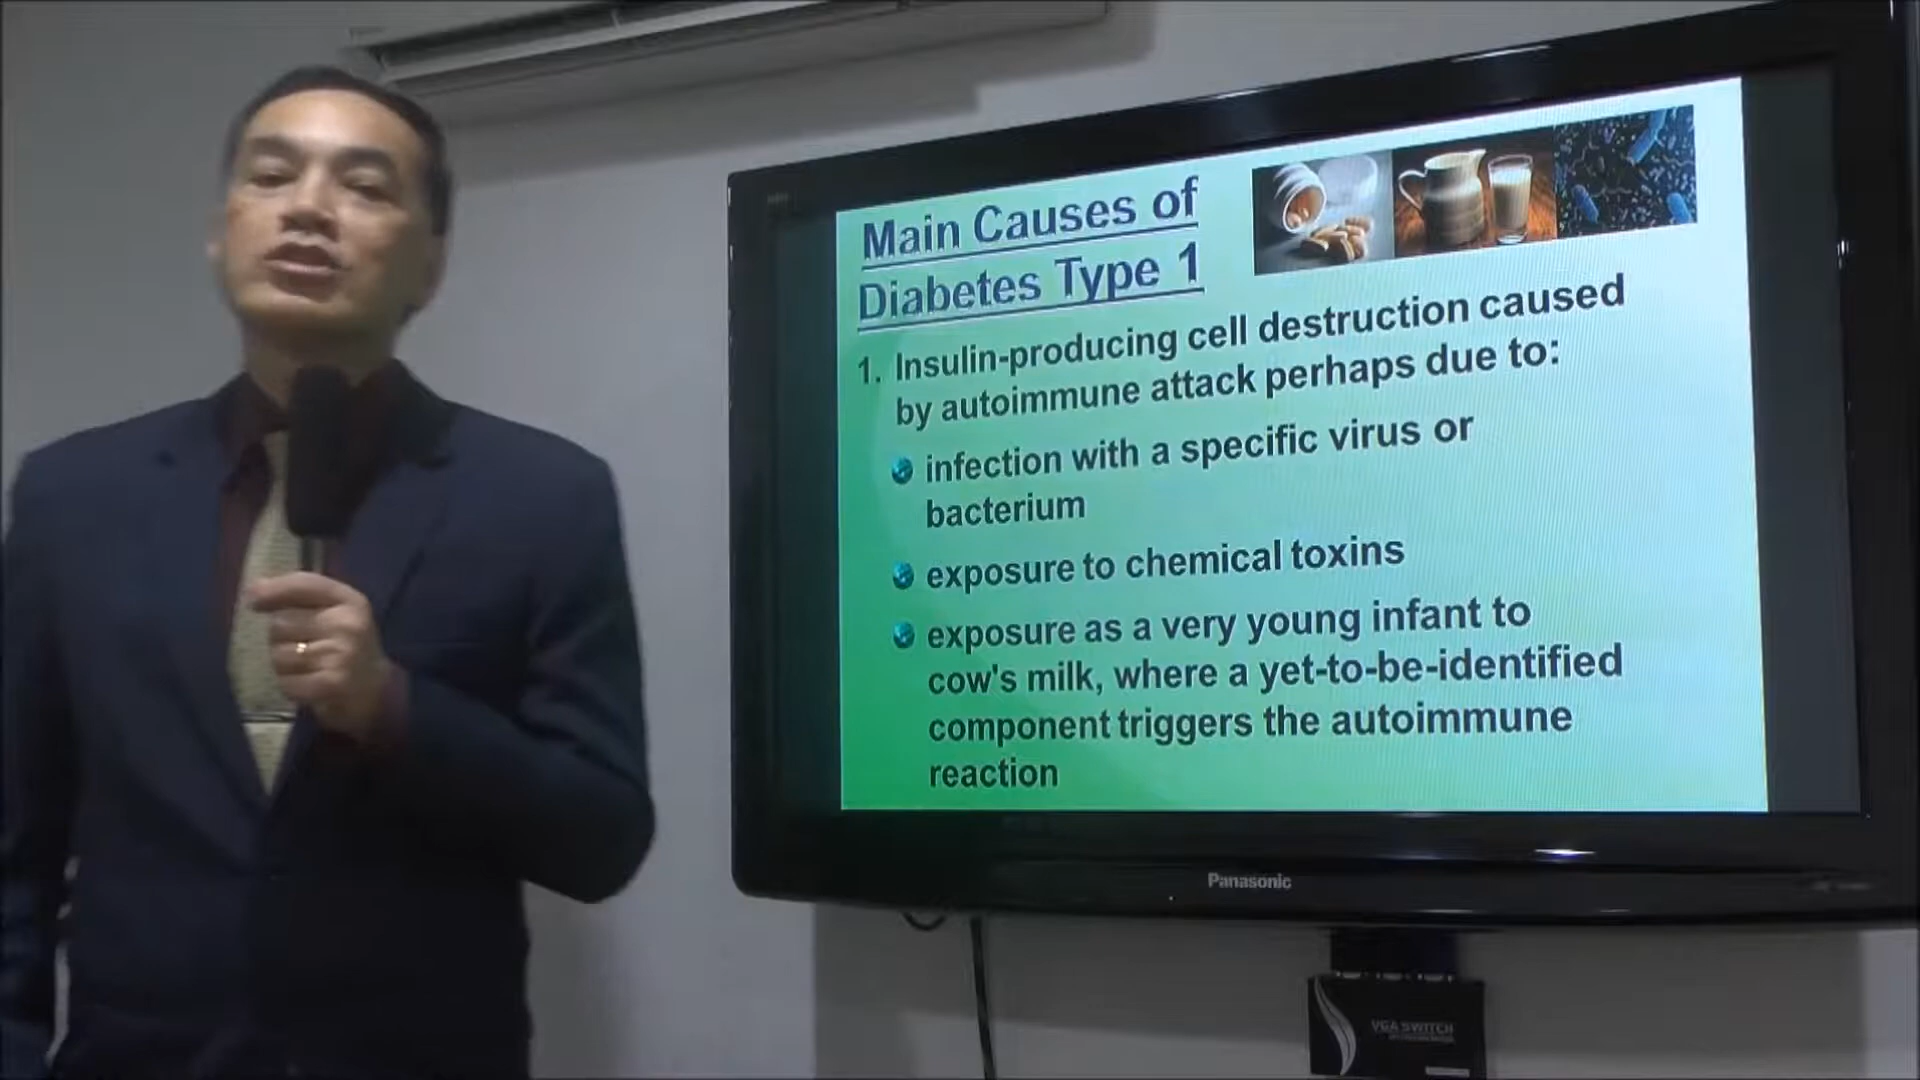 Main Causes of
Diabetes Type 1
1. Insulin-producing cell destruction caused
by autoimmune attack perhaps due to:
infection with a specific virus or
bacterium
exposure to chemical toxins
exposure as a very young infant to
cow's milk, where a yet-to-be-identified
component triggers the autoimmune
reaction
Panasonic
VGA SWITCH